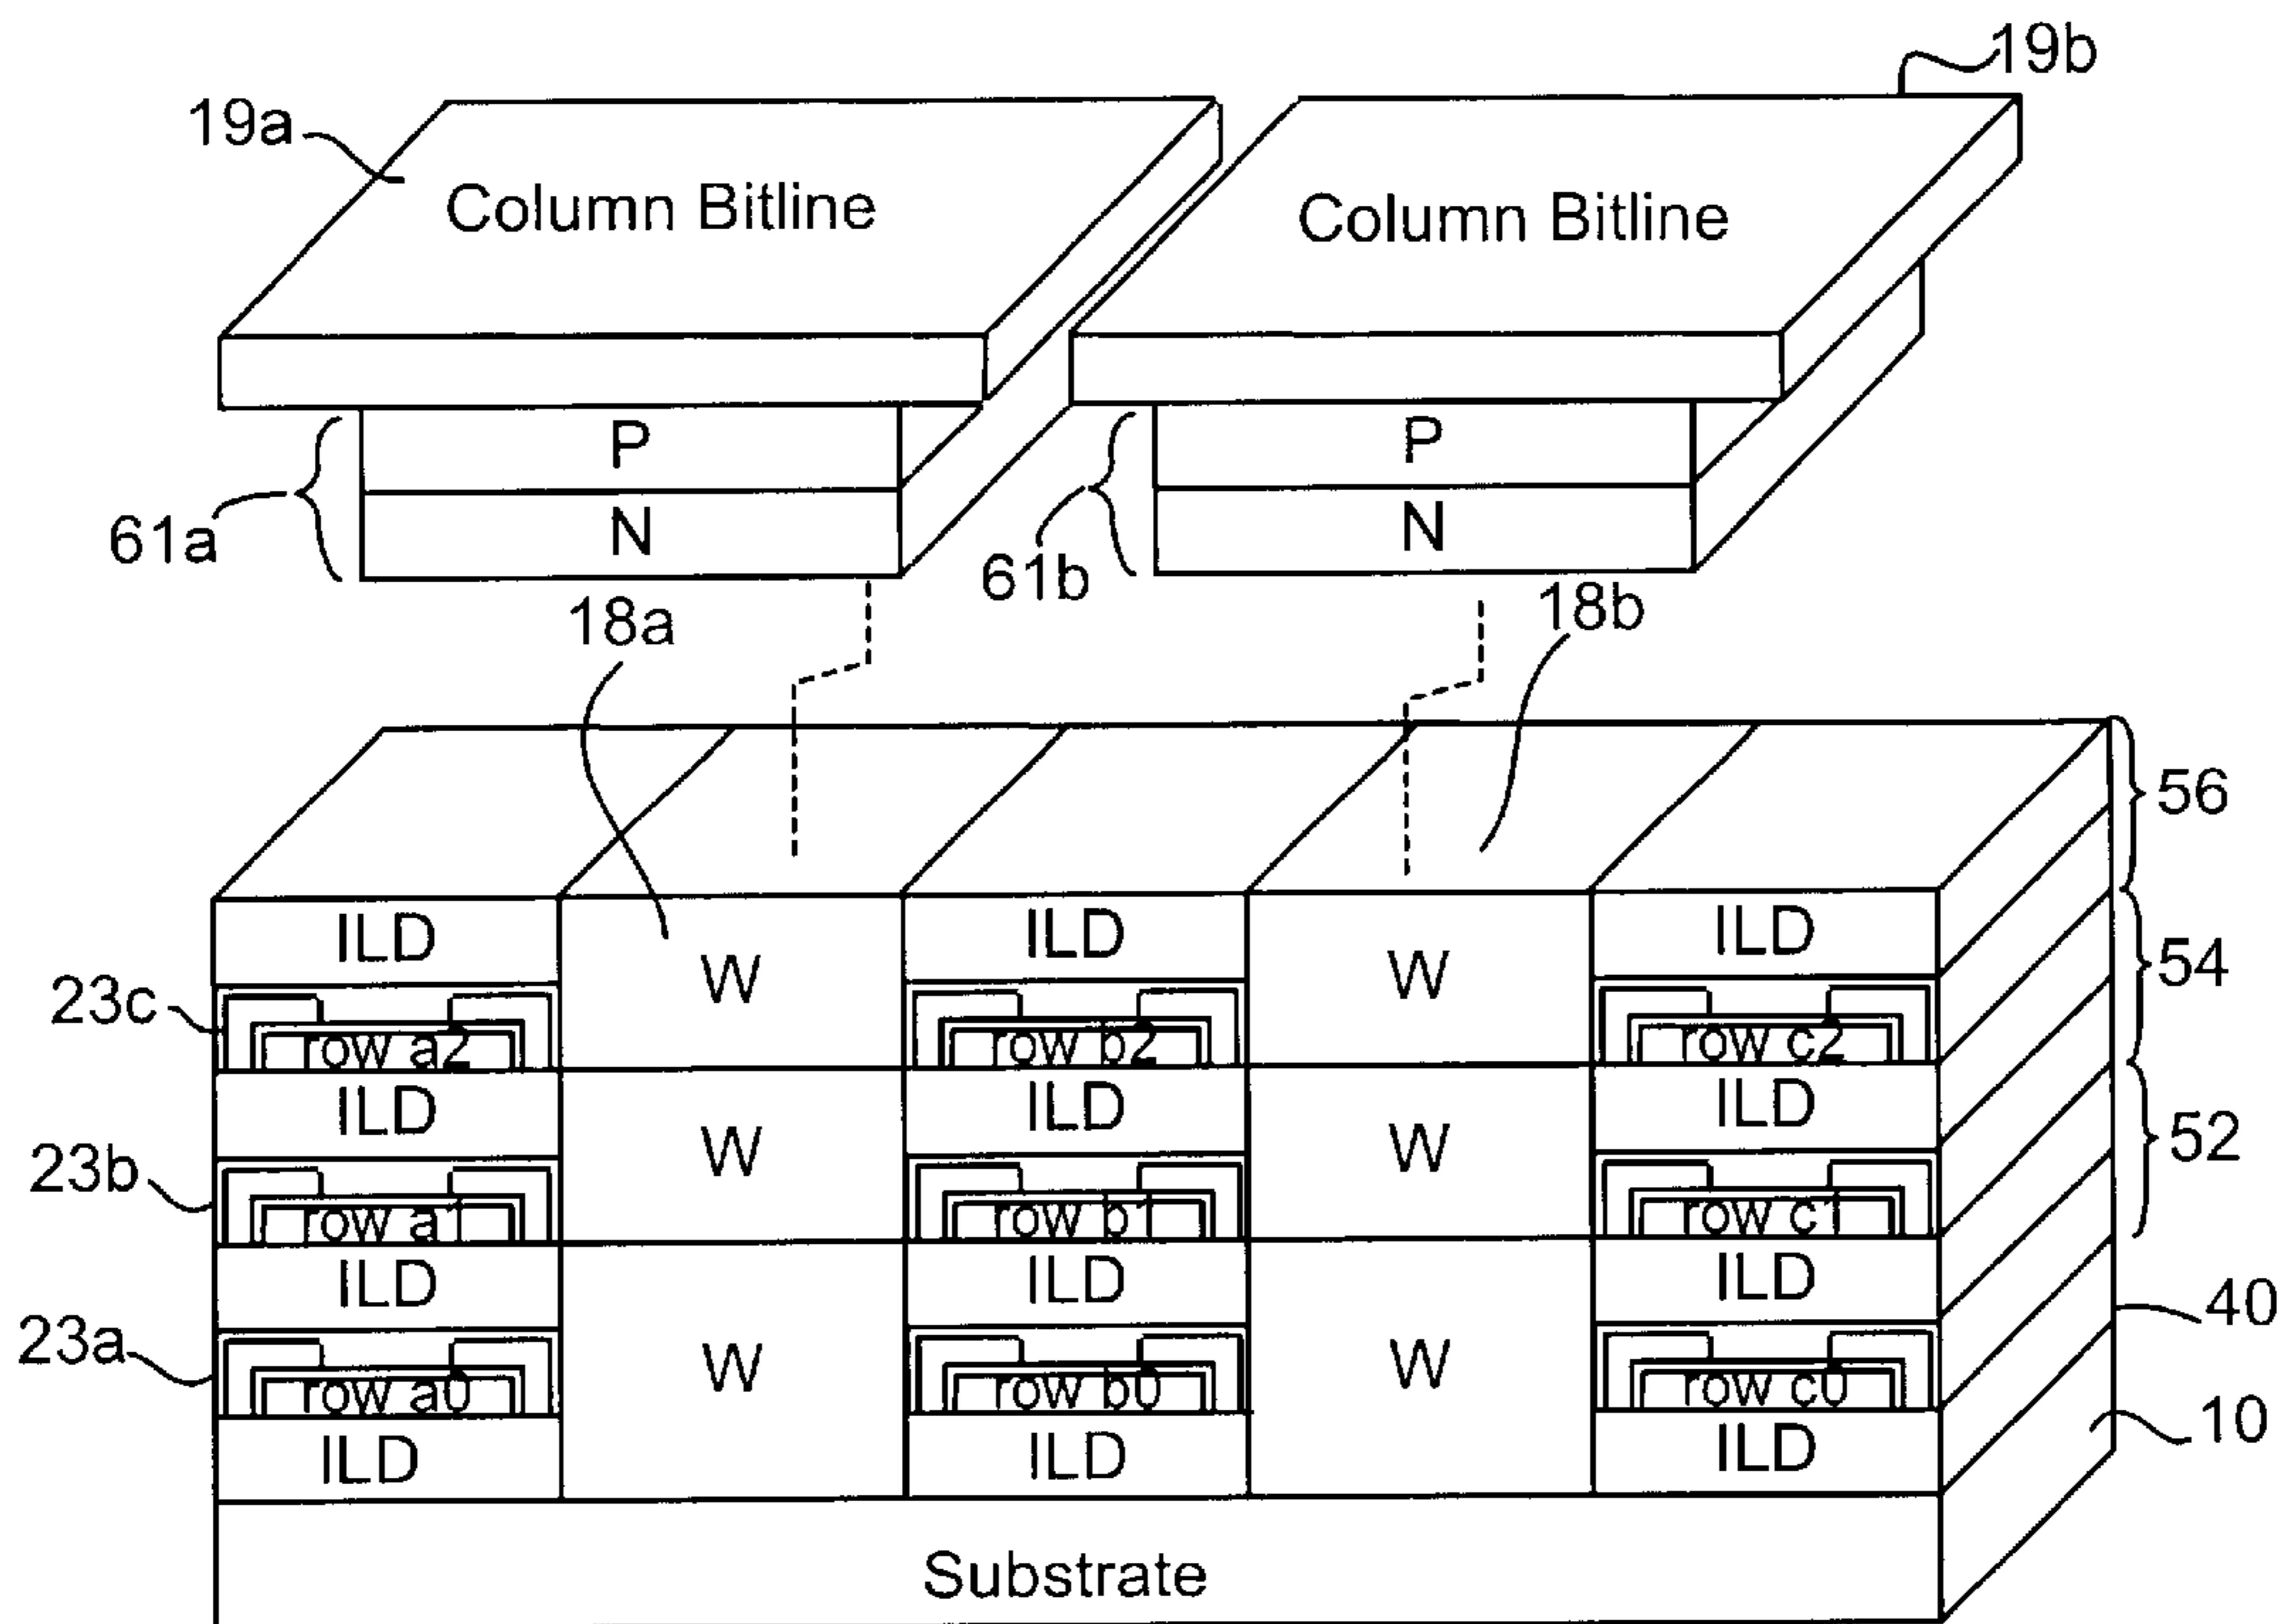 19b
19a
Column Bitline
Column Bitline
P
P
61a
N
61b
N
18a
18b
56
ILD
ILD
ILD
W
W
54
23c
row a2
row b2
row c2
ILD
ILD
ILD
W
W
52
23b
row a1
row b1
row c1
ILD
ILD
ILD
40
23a
W
W
row a0
row b0
row c0
10
ILD
ILD
ILD
Substrate